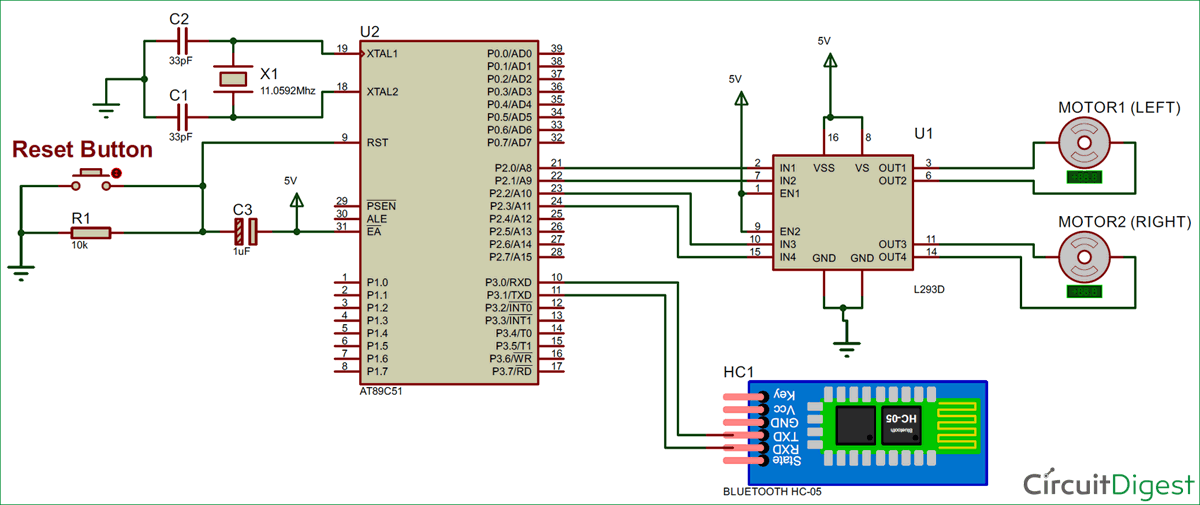 C2
33pF
C1
33pF
X1
11.0592Mhz
Reset Button
R1
10k
C3
1uF
5V
U2
19 XTAL1
18 XTAL2
9 RST
29 PSEN
30 ALE
31 EA
1 P1.0
2 P1.1
3 P1.2
4 P1.3
5 P1.4
6 P1.5
7 P1.6
8 P1.7
P0.0/AD0 39
P0.1/AD1 38
P0.2/AD2 37
P0.3/AD3 36
P0.4/AD4 35
P0.5/AD5 34
P0.6/AD6 33
P0.7/AD7 32
P2.0/A8 21
P2.1/A9 22
P2.2/A10 23
P2.3/A11 24
P2.4/A12 25
P2.5/A13 26
P2.6/A14 27
P2.7/A15 28
P3.0/RXD 10
P3.1/TXD 11
P3.2/INT0 12
P3.3/INT1 13
P3.4/T0 14
P3.5/T1 15
P3.6/WR 16
P3.7/RD 17
AT89C51
5V
5V
U1
16 8
VSS VS
2 IN1
7 IN2
1 EN1
9 EN2
10 IN3
15 IN4
OUT1 3
OUT2 6
OUT3 11
OUT4 14
GND GND
L293D
MOTOR1 (LEFT)
MOTOR2 (RIGHT)
HC1
Key
Vcc
GND
TXD
RXD
State
Bluetooth
HC-05
BLUETOOTH HC-05
CircuitDigest